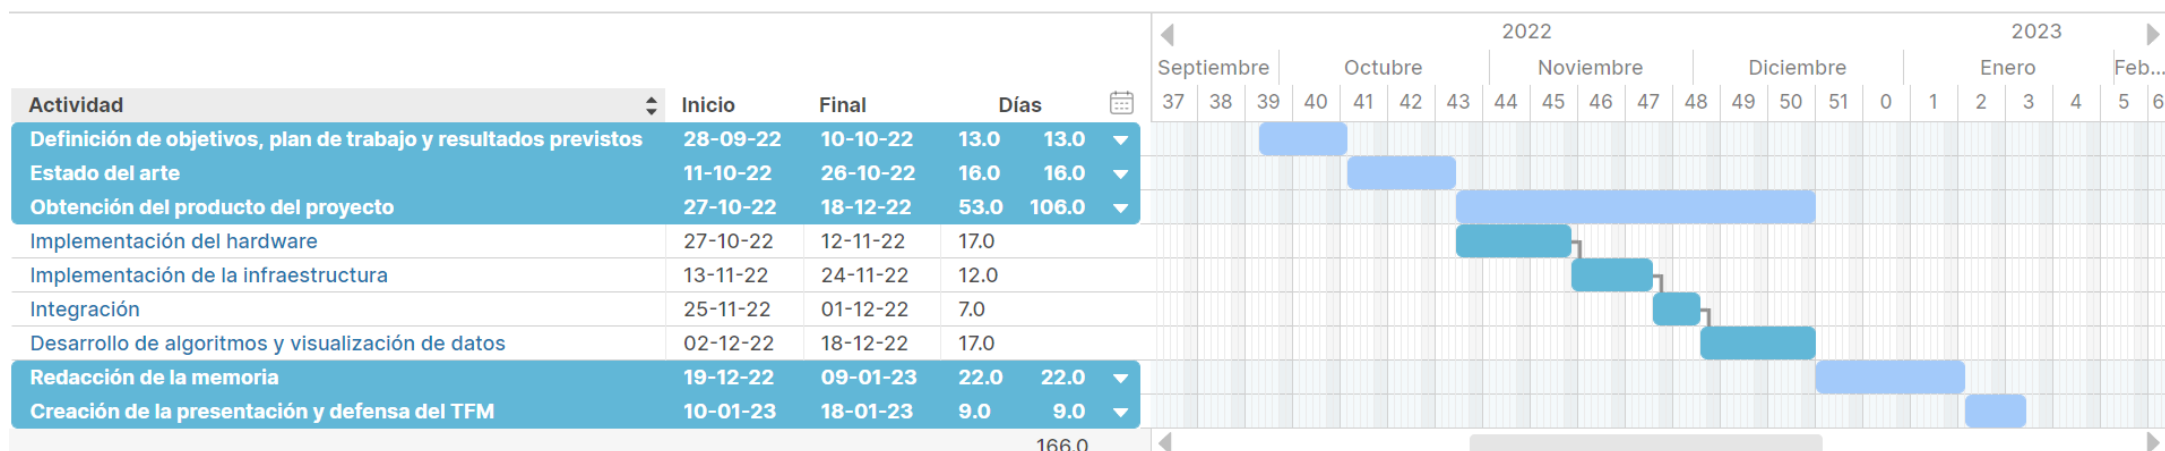 2022 2023
Septiembre Octubre Noviembre Diciembre Enero Feb...
Actividad Inicio Final Días 37 38 39 40 41 42 43 44 45 46 47 48 49 50 51 0 1 2 3 4 5 6
Definición de objetivos, plan de trabajo y resultados previstos 28-09-22 10-10-22 13.0 13.0
Estado del arte 11-10-22 26-10-22 16.0 16.0
Obtención del producto del proyecto 27-10-22 18-12-22 53.0 106.0
Implementación del hardware 27-10-22 12-11-22 17.0
Implementación de la infraestructura 13-11-22 24-11-22 12.0
Integración 25-11-22 01-12-22 7.0
Desarrollo de algoritmos y visualización de datos 02-12-22 18-12-22 17.0
Redacción de la memoria 19-12-22 09-01-23 22.0 22.0
Creación de la presentación y defensa del TFM 10-01-23 18-01-23 9.0 9.0
166.0